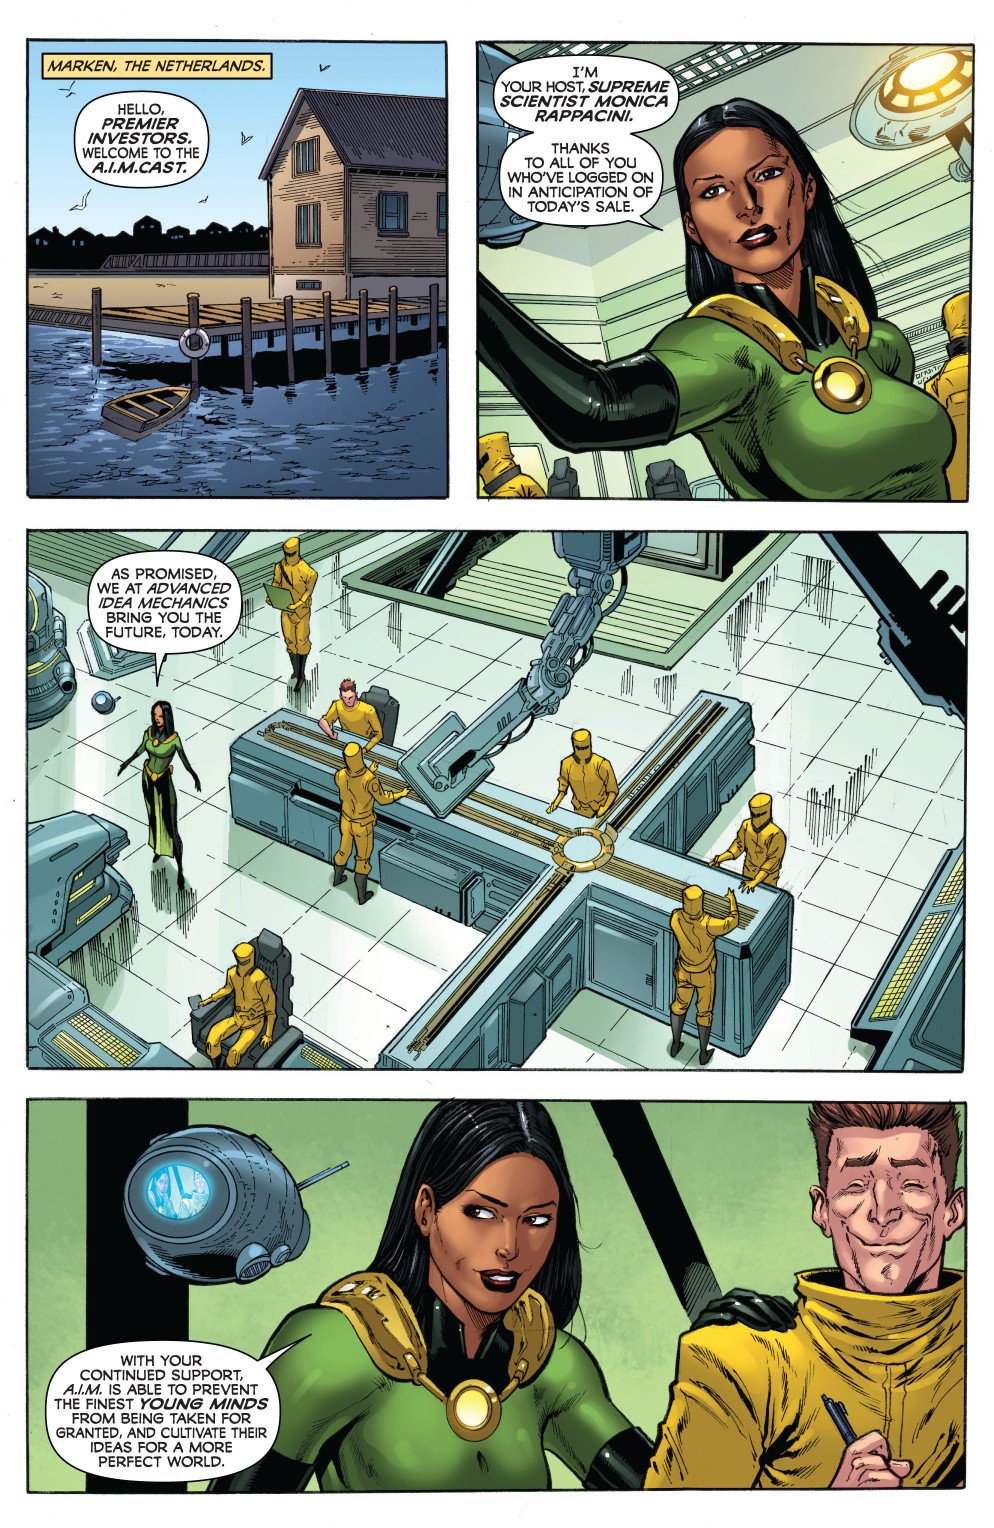 MARKEN, THE NETHERLANDS.
HELLO,
PREMIER
INVESTORS.
WELCOME TO THE
A.I.M.CAST.
I'M
YOUR HOST, SUPREME
SCIENTIST MONICA
RAPPACINI.
THANKS
TO ALL OF YOU
WHO'VE LOGGED ON
IN ANTICIPATION OF
TODAY'S SALE.
AS PROMISED,
WE AT ADVANCED
IDEA MECHANICS
BRING YOU THE
FUTURE, TODAY.
WITH YOUR
CONTINUED SUPPORT,
A.I.M. IS ABLE TO PREVENT
THE FINEST YOUNG MINDS
FROM BEING TAKEN FOR
GRANTED, AND CULTIVATE THEIR
IDEAS FOR A MORE
PERFECT WORLD.